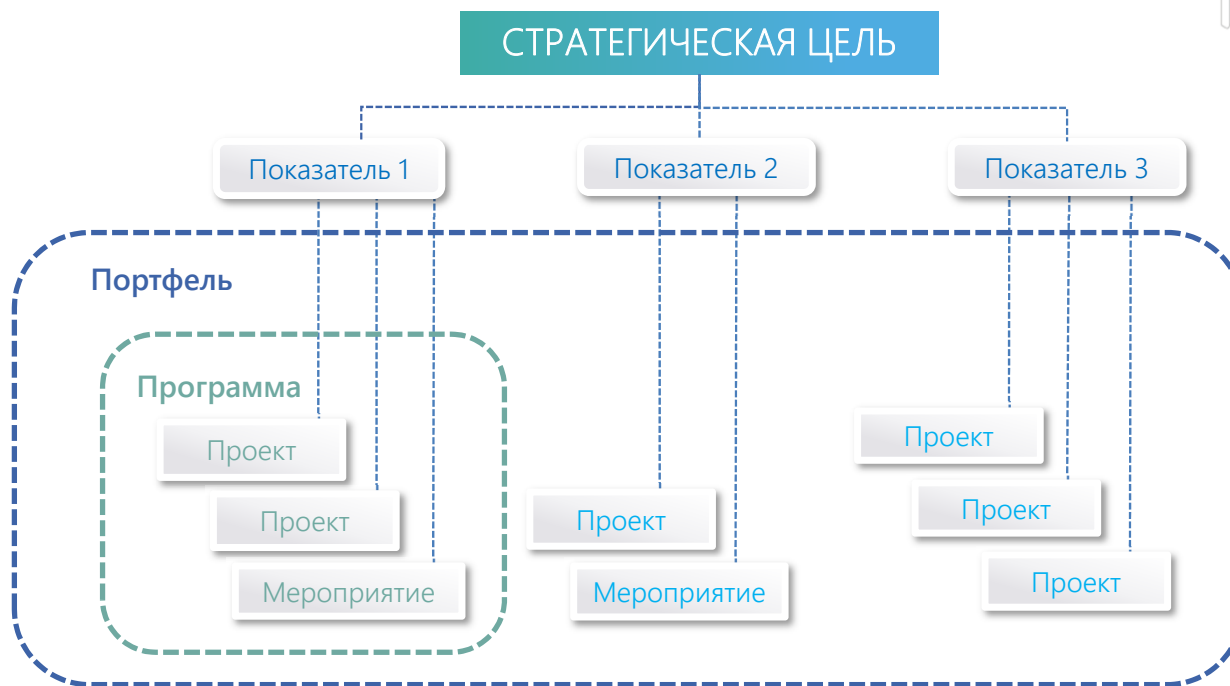 СТРАТЕГИЧЕСКАЯ ЦЕЛЬ
Показатель 1
Показатель 2
Показатель 3
Портфель
Программа
Проект
Проект
Мероприятие
Проект
Мероприятие
Проект
Проект
Проект